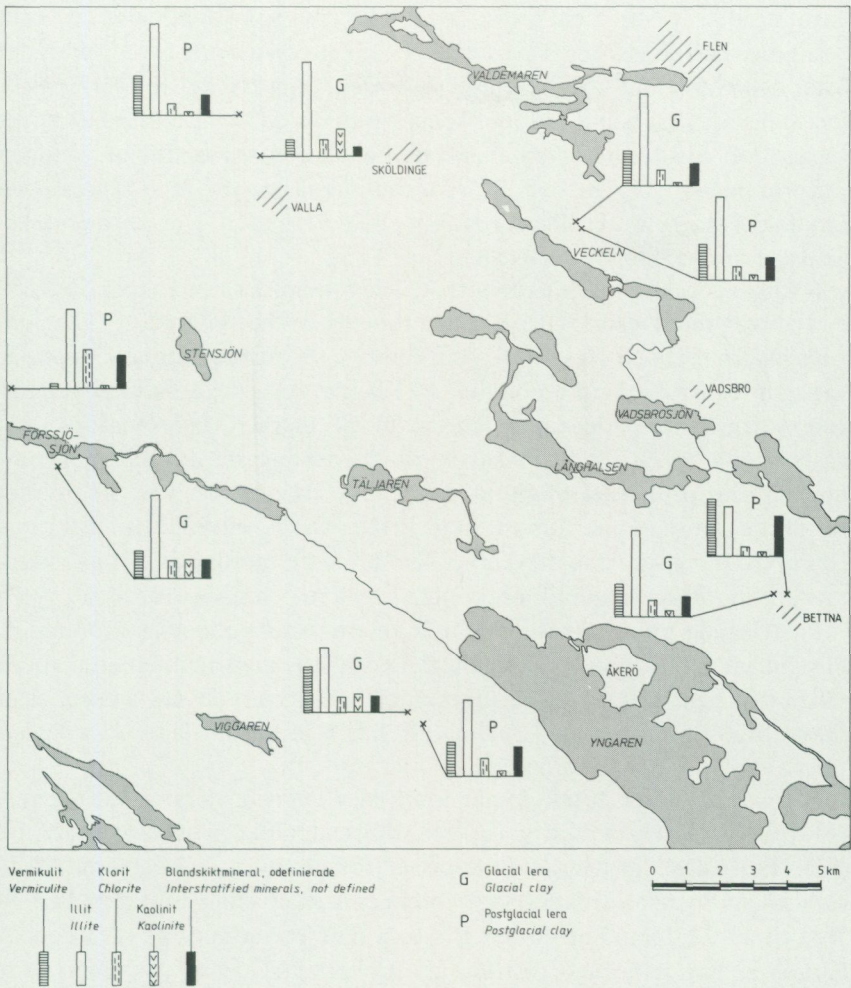 FLEN
P
VALDEMAREN
G
G
SKÖLDINGE
VALLA
P
VECKELN
P
STENSJÖN
VADSBRO
VADSBROSJÖN
FORSSJÖ-
SJÖN
LÅNGHALSEN
TÄLJAREN
P
G
G
BETTNA
G
ÅKERÖ
P
VIGGAREN
YNGAREN
Vermikulit Klorit Blandskiktmineral, odefinierade
Vermiculite Chlorite Interstratified minerals, not defined
Illit Kaolinit
Illite Kaolinite
G Glacial lera
Glacial clay
P Postglacial lera
Postglacial clay
0 1 2 3 4 5 km